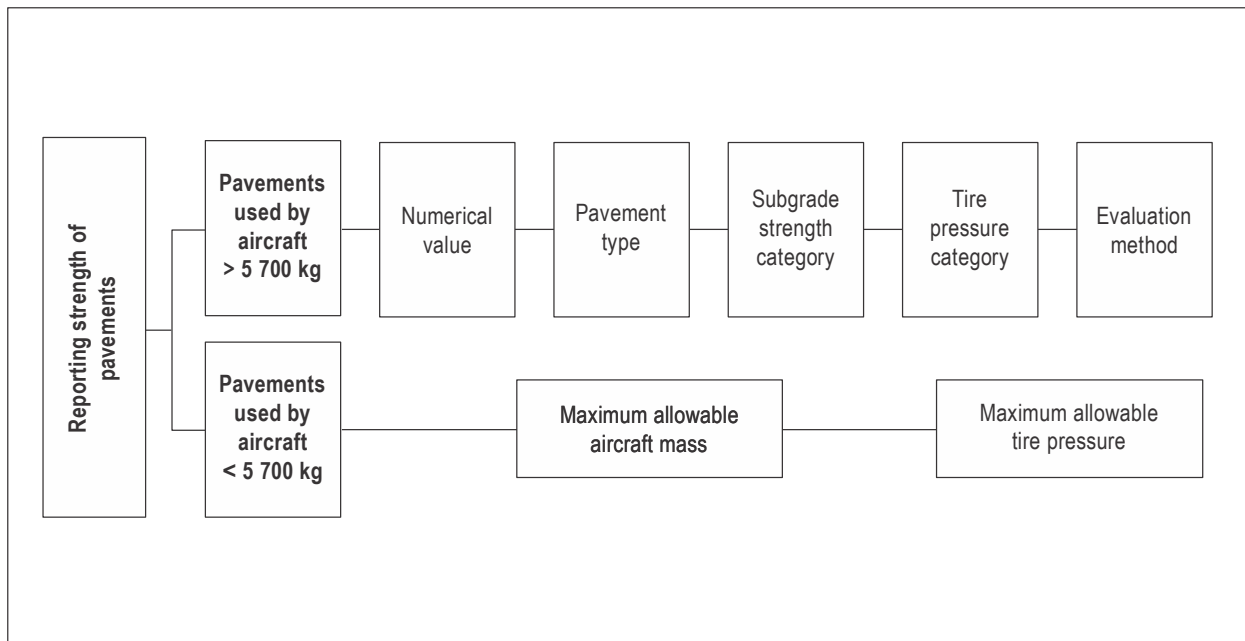 Reporting strength of
pavements
Pavements
used by
aircraft
> 5 700 kg
Numerical
value
Pavement
type
Subgrade
strength
category
Tire
pressure
category
Evaluation
method
Pavements
used by
aircraft
< 5 700 kg
Maximum allowable
aircraft mass
Maximum allowable
tire pressure